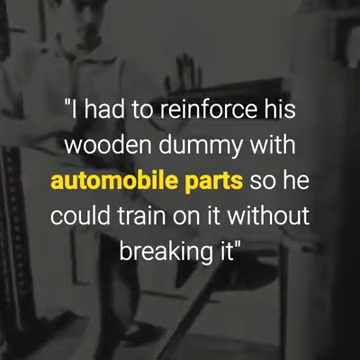 "I had to reinforce his
wooden dummy with
automobile parts so he
could train on it without
breaking it"